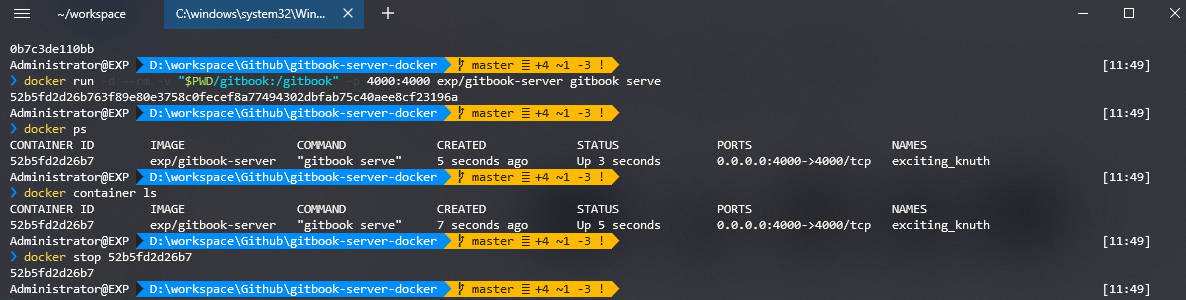 ~/workspace C:\windows\system32\Win...
0b7c3de110bb
Administrator@EXP D:\workspace\Github\gitbook-server-docker master ☰ +4 ~1 -3 ! [11:49]
❯ docker run -d --rm -v "$PWD/gitbook:/gitbook" -p 4000:4000 exp/gitbook-server gitbook serve
52b5fd2d26b763f89e80e3758c0fecef8a77494302dbfab75c40aee8cf23196a
Administrator@EXP D:\workspace\Github\gitbook-server-docker master ☰ +4 ~1 -3 ! [11:49]
❯ docker ps
CONTAINER ID IMAGE COMMAND CREATED STATUS PORTS NAMES
52b5fd2d26b7 exp/gitbook-server "gitbook serve" 5 seconds ago Up 3 seconds 0.0.0.0:4000->4000/tcp exciting_knuth
Administrator@EXP D:\workspace\Github\gitbook-server-docker master ☰ +4 ~1 -3 ! [11:49]
❯ docker container ls
CONTAINER ID IMAGE COMMAND CREATED STATUS PORTS NAMES
52b5fd2d26b7 exp/gitbook-server "gitbook serve" 7 seconds ago Up 5 seconds 0.0.0.0:4000->4000/tcp exciting_knuth
Administrator@EXP D:\workspace\Github\gitbook-server-docker master ☰ +4 ~1 -3 ! [11:49]
❯ docker stop 52b5fd2d26b7
52b5fd2d26b7
Administrator@EXP D:\workspace\Github\gitbook-server-docker master ☰ +4 ~1 -3 ! [11:49]